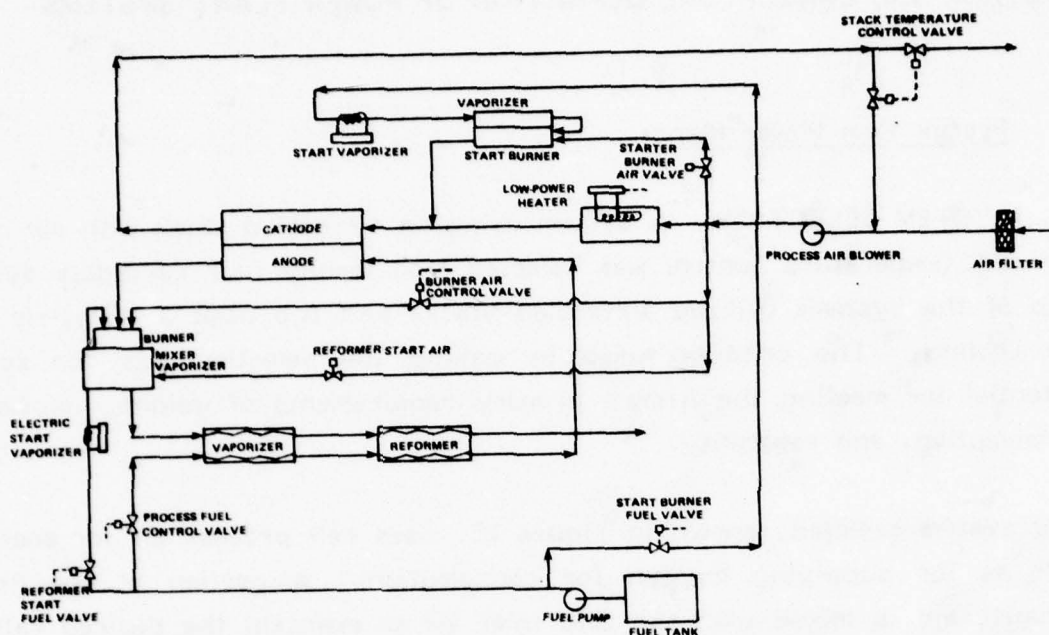 STACK TEMPERATURE
CONTROL VALVE
VAPORIZER
START VAPORIZER
START BURNER
STARTER
BURNER
AIR VALVE
LOW-POWER
HEATER
CATHODE
ANODE
PROCESS AIR BLOWER
AIR FILTER
BURNER AIR
CONTROL VALVE
BURNER
MIXER
VAPORIZER
REFORMER START AIR
ELECTRIC
START
VAPORIZER
VAPORIZER
REFORMER
PROCESS FUEL
CONTROL VALVE
START BURNER
FUEL VALVE
REFORMER
START
FUEL VALVE
FUEL PUMP
FUEL TANK